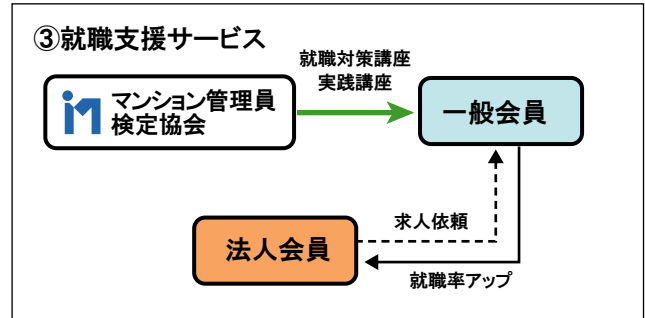 ③就職支援サービス
就職対策講座
実践講座
マンション管理員
検定協会
一般会員
求人依頼
法人会員
就職率アップ